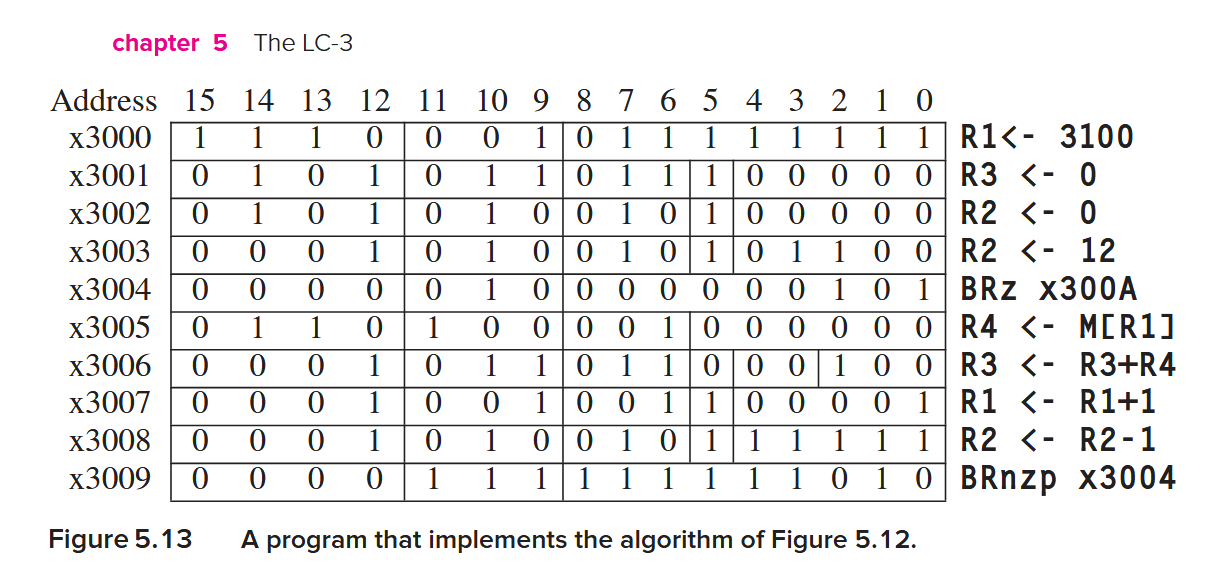 chapter 5 The LC-3
Address 15 14 13 12 11 10 9 8 7 6 5 4 3 2 1 0
x3000 1 1 1 0 0 0 1 0 1 1 1 1 1 1 1 1 R1<- 3100
x3001 0 1 0 1 0 1 1 0 1 1 1 0 0 0 0 0 R3 <- 0
x3002 0 1 0 1 0 1 0 0 1 0 1 0 0 0 0 0 R2 <- 0
x3003 0 0 0 1 0 1 0 0 1 0 1 0 1 1 0 0 R2 <- 12
x3004 0 0 0 0 0 1 0 0 0 0 0 0 0 1 0 1 BRz x300A
x3005 0 1 1 0 1 0 0 0 0 1 0 0 0 0 0 0 R4 <- M[R1]
x3006 0 0 0 1 0 1 1 0 1 1 0 0 0 1 0 0 R3 <- R3+R4
x3007 0 0 0 1 0 0 1 0 0 1 1 0 0 0 0 1 R1 <- R1+1
x3008 0 0 0 1 0 1 0 0 1 0 1 1 1 1 1 1 R2 <- R2-1
x3009 0 0 0 0 1 1 1 1 1 1 1 1 1 0 1 0 BRnzp x3004
Figure 5.13 A program that implements the algorithm of Figure 5.12.